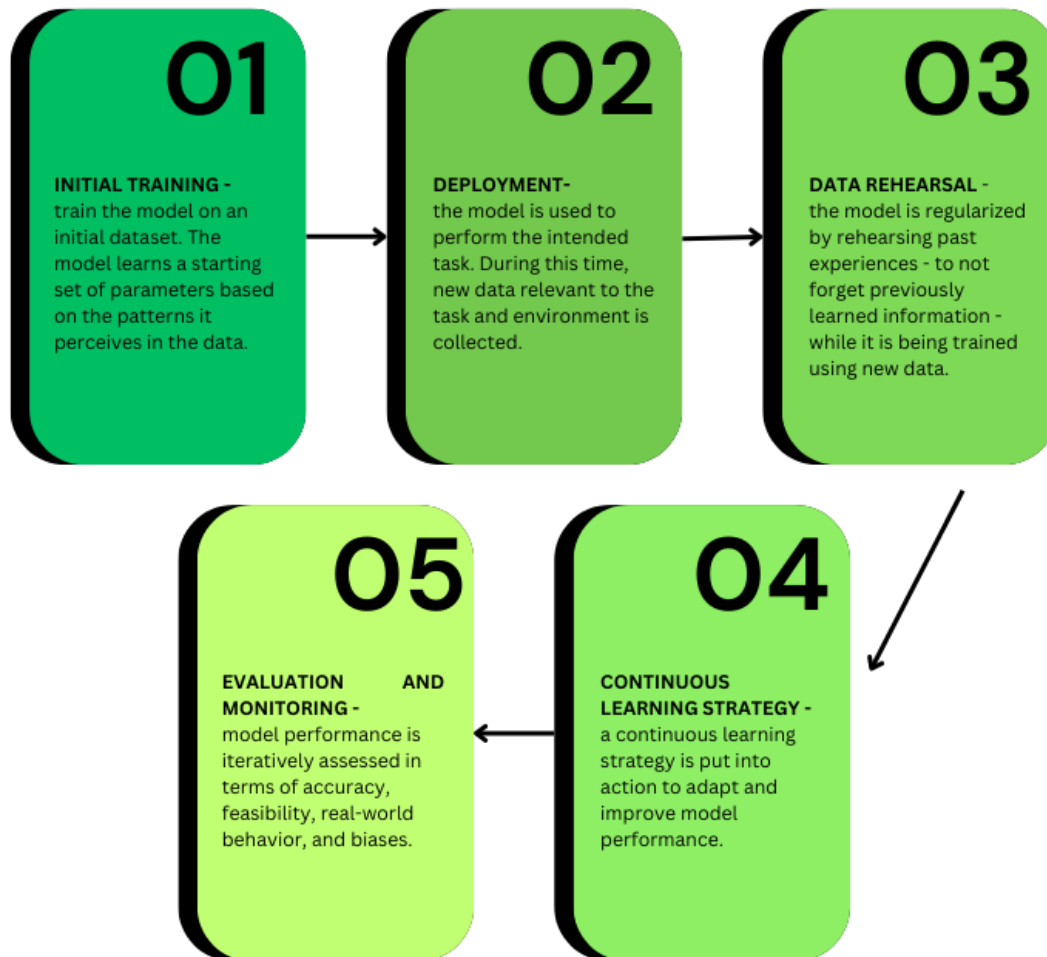 01
INITIAL TRAINING -
train the model on an
initial dataset. The
model learns a starting
set of parameters based
on the patterns it
perceives in the data.
02
DEPLOYMENT-
the model is used to
perform the intended
task. During this time,
new data relevant to the
task and environment is
collected.
03
DATA REHEARSAL -
the model is regularized
by rehearsing past
experiences - to not
forget previously
learned information -
while it is being trained
using new data.
04
CONTINUOUS
LEARNING STRATEGY -
a continuous learning
strategy is put into
action to adapt and
improve model
performance.
05
EVALUATION AND
MONITORING -
model performance is
iteratively assessed in
terms of accuracy,
feasibility, real-world
behavior, and biases.